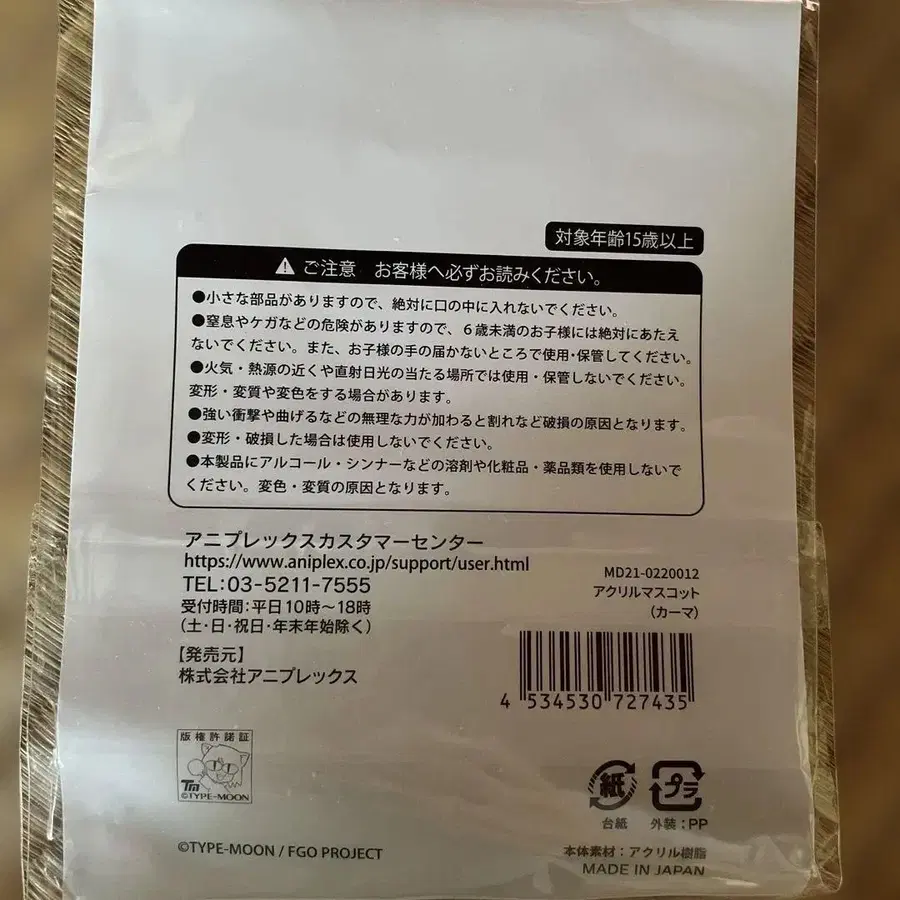 対象年齢15歳以上
⚠ ご注意 お客様へ必ずお読みください。
●小さな部品がありますので、絶対に口の中に入れないでください。
●窒息やケガなどの危険がありますので、6歳未満のお子様には絶対にあたえ
ないでください。また、お子様の手の届かないところで使用・保管してください。
●火気・熱源の近くや直射日光の当たる場所では使用・保管しないでください。
変形・変質や変色をする場合があります。
●強い衝撃や曲げるなどの無理な力が加わると割れなど破損の原因となります。
●変形・破損した場合は使用しないでください。
●本製品にアルコール・シンナーなどの溶剤や化粧品・薬品類を使用しないで
ください。変色・変質の原因となります。
アニプレックスカスタマーセンター
https://www.aniplex.co.jp/support/user.html
TEL:03-5211-7555
受付時間:平日10時～18時
(土・日・祝日・年末年始除く)
【発売元】
株式会社アニプレックス
MD21-0220012
アクリルマスコット
(カーマ)
4 534530 727435
版権許諾証
TM
©TYPE-MOON
紙
台紙
プラ
外装:PP
©TYPE-MOON / FGO PROJECT
本体素材:アクリル樹脂
MADE IN JAPAN